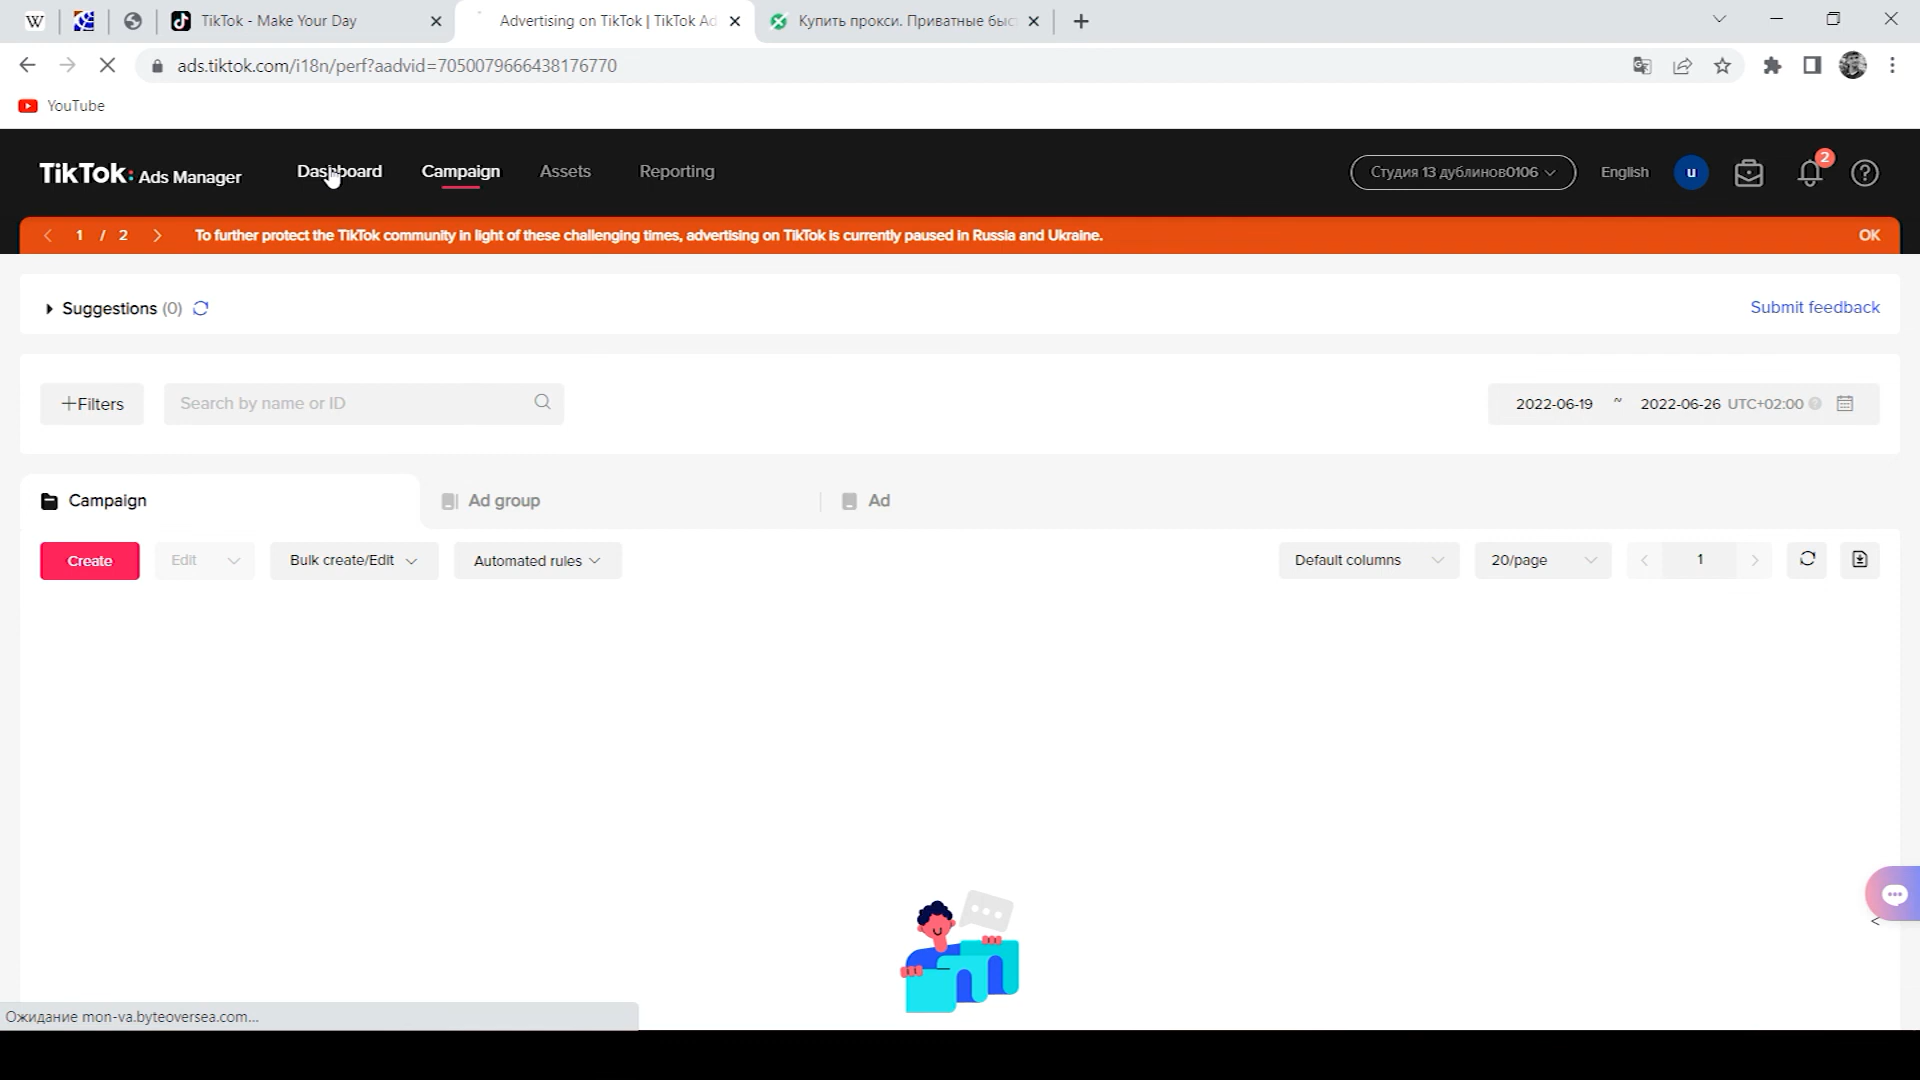 W
TikTok - Make Your Day
Advertising on TikTok | TikTok Ad
Купить прокси. Приватные быс
ads.tiktok.com/i18n/perf?aadvid=7050079666438176770
YouTube
TikTok: Ads Manager
Dashboard
Campaign
Assets
Reporting
Студия 13 дублинов0106
English
u
2
1 / 2
To further protect the TikTok community in light of these challenging times, advertising on TikTok is currently paused in Russia and Ukraine.
OK
Suggestions (0)
Submit feedback
+Filters
Search by name or ID
2022-06-19 ~ 2022-06-26 UTC+02:00
Campaign
Ad group
Ad
Create
Edit
Bulk create/Edit
Automated rules
Default columns
20/page
1
Ожидание mon-va.byteoversea.com...